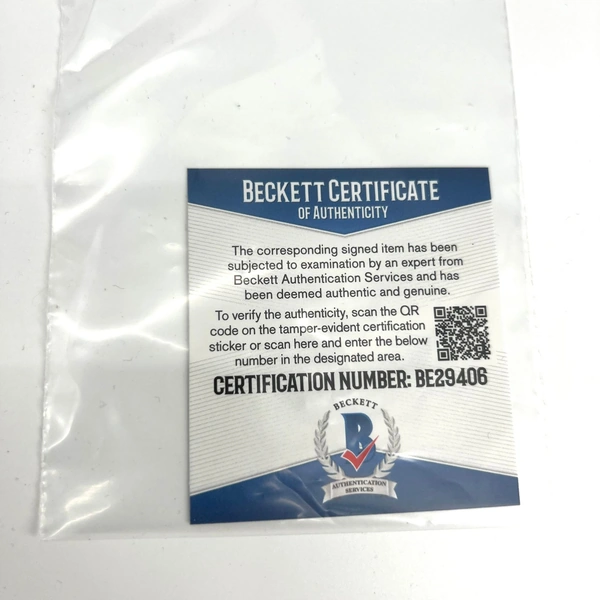 BECKETT CERTIFICATE
OF AUTHENTICITY
The corresponding signed item has been
subjected to examination by an expert from
Beckett Authentication Services and has
been deemed authentic and genuine.
To verify the authenticity, scan the QR
code on the tamper-evident certification
sticker or scan here and enter the below
number in the designated area.
CERTIFICATION NUMBER: BE29406
BECKETT
B
AUTHENTICATION
SERVICES